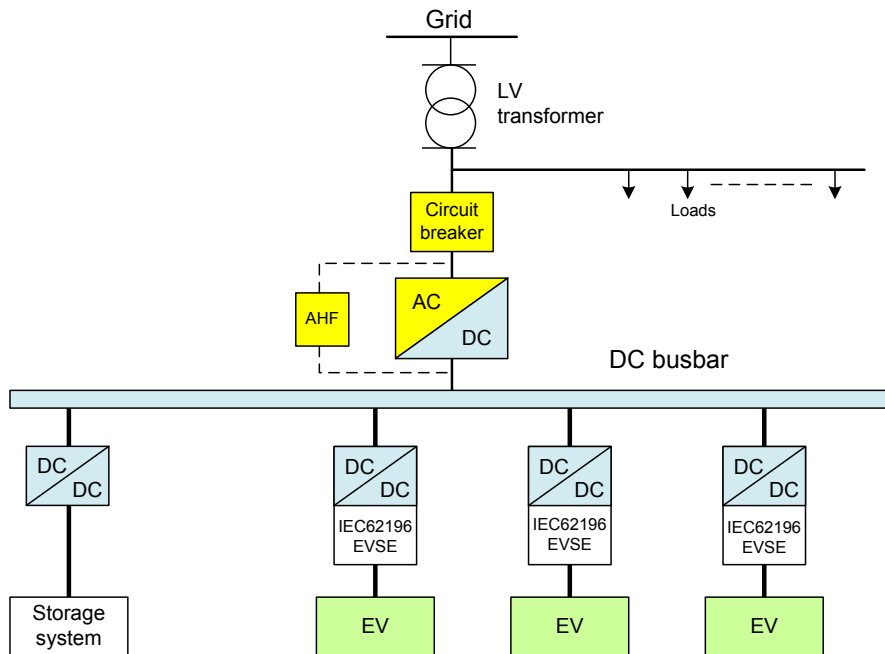 Grid
LV
transformer
Circuit
breaker
Loads
AHF
AC
DC
DC busbar
DC
DC
DC
DC
DC
DC
DC
DC
IEC62196
EVSE
IEC62196
EVSE
IEC62196
EVSE
Storage
system
EV
EV
EV